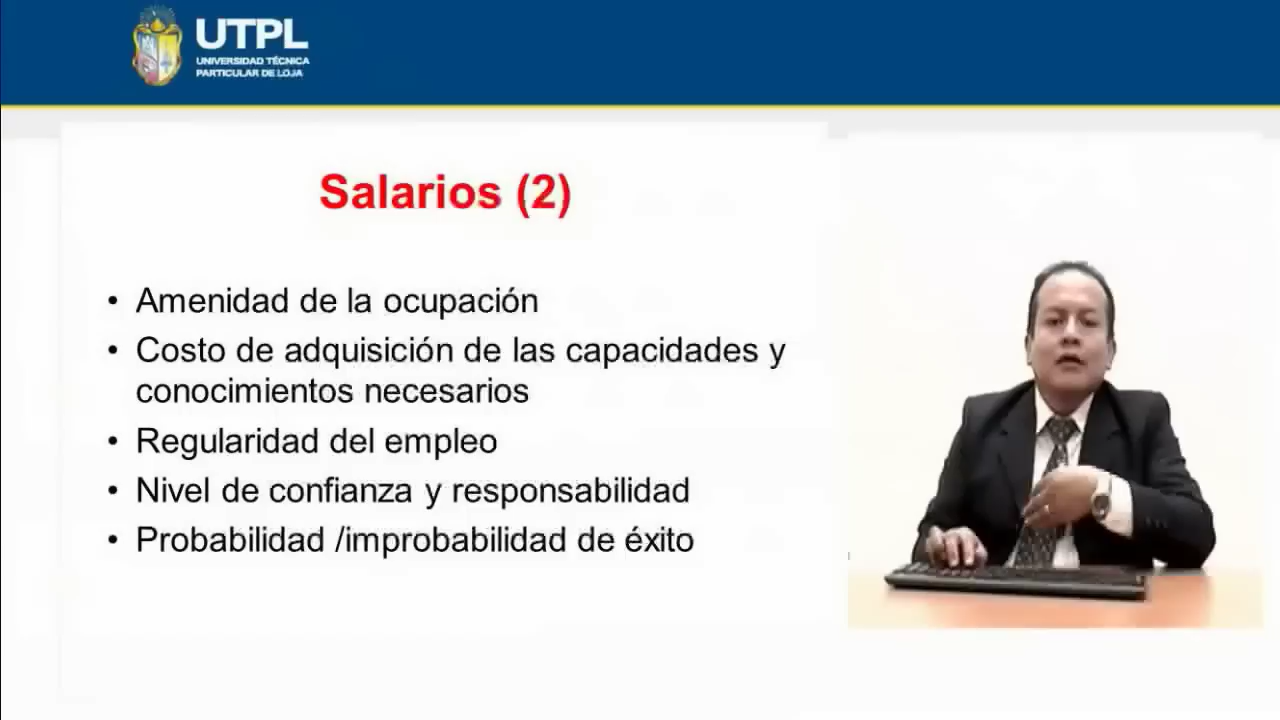 UTPL
UNIVERSIDAD TÉCNICA
PARTICULAR DE LOJA
Salarios (2)
• Amenidad de la ocupación
• Costo de adquisición de las capacidades y
conocimientos necesarios
• Regularidad del empleo
• Nivel de confianza y responsabilidad
• Probabilidad /improbabilidad de éxito